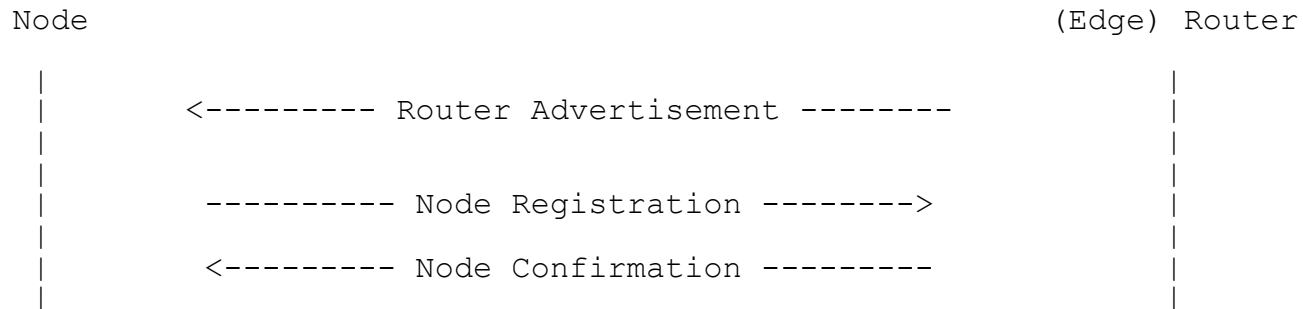 Node (Edge) Router
<--------- Router Advertisement --------
---------- Node Registration -------->
<--------- Node Confirmation ---------